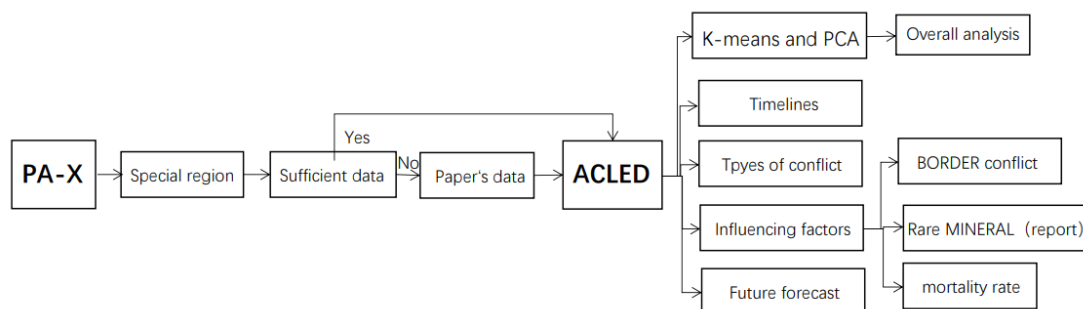 PA-X
Special region
Sufficient data
Yes
No
Paper's data
ACLED
K-means and PCA
Overall analysis
Timelines
Tpyes of conflict
Influencing factors
Future forecast
BORDER conflict
Rare MINERAL（report）
mortality rate